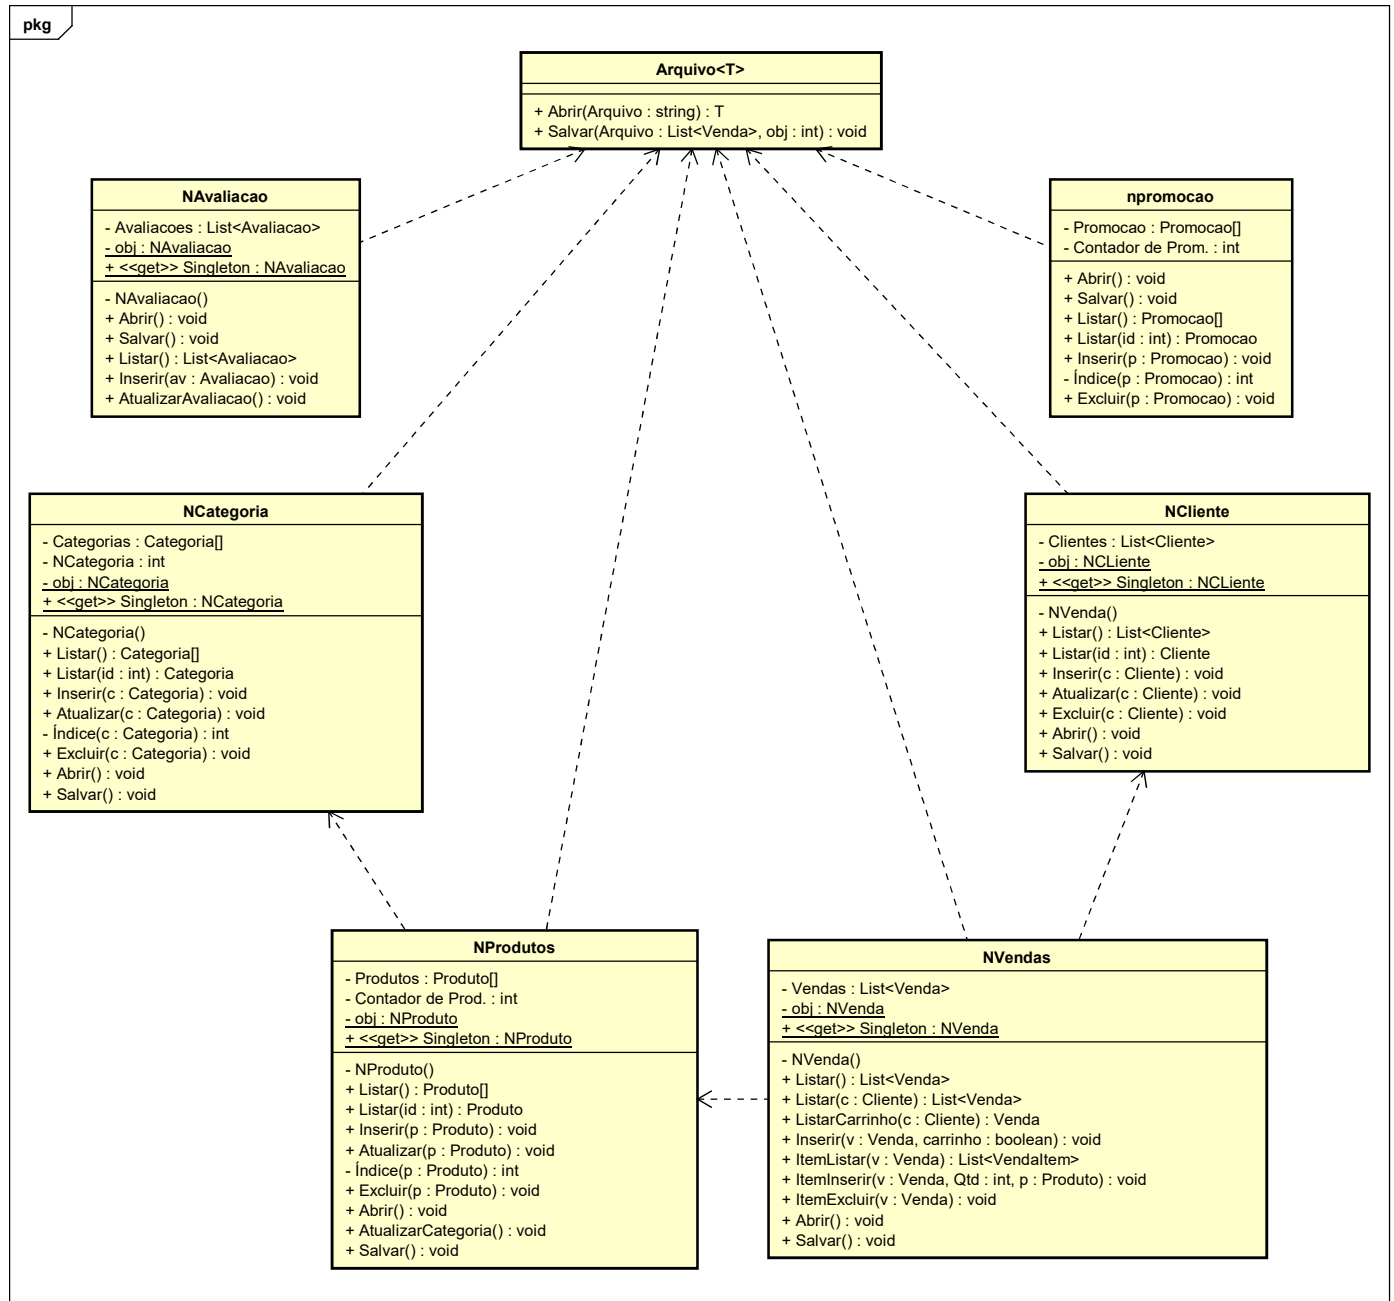 pkg
Arquivo<T>
+ Abrir(Arquivo : string) : T
+ Salvar(Arquivo : List<Venda>, obj : int) : void
NAvaliacao
- Avaliacoes : List<Avaliacao>
- obj : NAvaliacao
+ <<get>> Singleton : NAvaliacao
- NAvaliacao()
+ Abrir() : void
+ Salvar() : void
+ Listar() : List<Avaliacao>
+ Inserir(av : Avaliacao) : void
+ AtualizarAvaliacao() : void
npromocao
- Promocao : Promocao[]
- Contador de Prom. : int
+ Abrir() : void
+ Salvar() : void
+ Listar() : Promocao[]
+ Listar(id : int) : Promocao
+ Inserir(p : Promocao) : void
- Índice(p : Promocao) : int
+ Excluir(p : Promocao) : void
NCategoria
- Categorias : Categoria[]
- NCategoria : int
- obj : NCategoria
+ <<get>> Singleton : NCategoria
- NCategoria()
+ Listar() : Categoria[]
+ Listar(id : int) : Categoria
+ Inserir(c : Categoria) : void
+ Atualizar(c : Categoria) : void
- Índice(c : Categoria) : int
+ Excluir(c : Categoria) : void
+ Abrir() : void
+ Salvar() : void
NCliente
- Clientes : List<Cliente>
- obj : NCLiente
+ <<get>> Singleton : NCLiente
- NVenda()
+ Listar() : List<Cliente>
+ Listar(id : int) : Cliente
+ Inserir(c : Cliente) : void
+ Atualizar(c : Cliente) : void
+ Excluir(c : Cliente) : void
+ Abrir() : void
+ Salvar() : void
NProdutos
- Produtos : Produto[]
- Contador de Prod. : int
- obj : NProduto
+ <<get>> Singleton : NProduto
- NProduto()
+ Listar() : Produto[]
+ Listar(id : int) : Produto
+ Inserir(p : Produto) : void
+ Atualizar(p : Produto) : void
- Índice(p : Produto) : int
+ Excluir(p : Produto) : void
+ Abrir() : void
+ AtualizarCategoria() : void
+ Salvar() : void
NVendas
- Vendas : List<Venda>
- obj : NVenda
+ <<get>> Singleton : NVenda
- NVenda()
+ Listar() : List<Venda>
+ Listar(c : Cliente) : List<Venda>
+ ListarCarrinho(c : Cliente) : Venda
+ Inserir(v : Venda, carrinho : boolean) : void
+ ItemListar(v : Venda) : List<VendaItem>
+ ItemInserir(v : Venda, Qtd : int, p : Produto) : void
+ ItemExcluir(v : Venda) : void
+ Abrir() : void
+ Salvar() : void